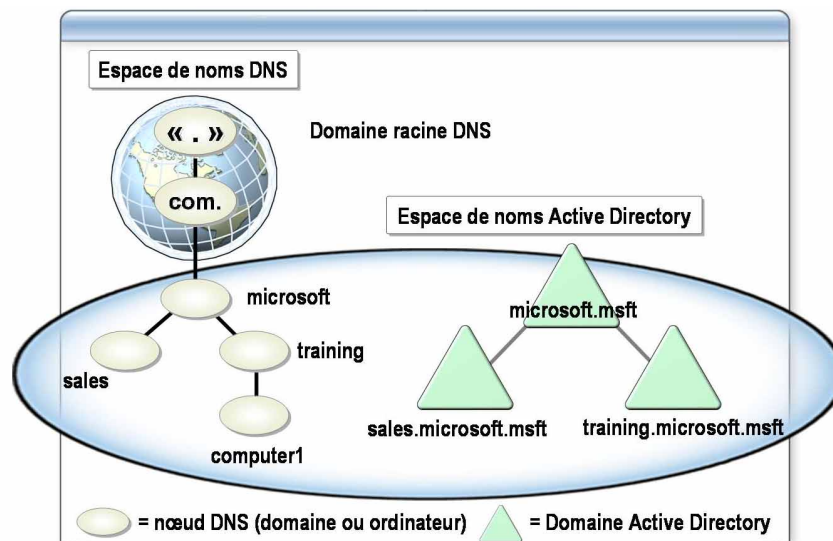 Espace de noms DNS
« . »
Domaine racine DNS
com.
Espace de noms Active Directory
microsoft
microsoft.msft
training
sales
sales.microsoft.msft
training.microsoft.msft
computer1
= nœud DNS (domaine ou ordinateur)
= Domaine Active Directory